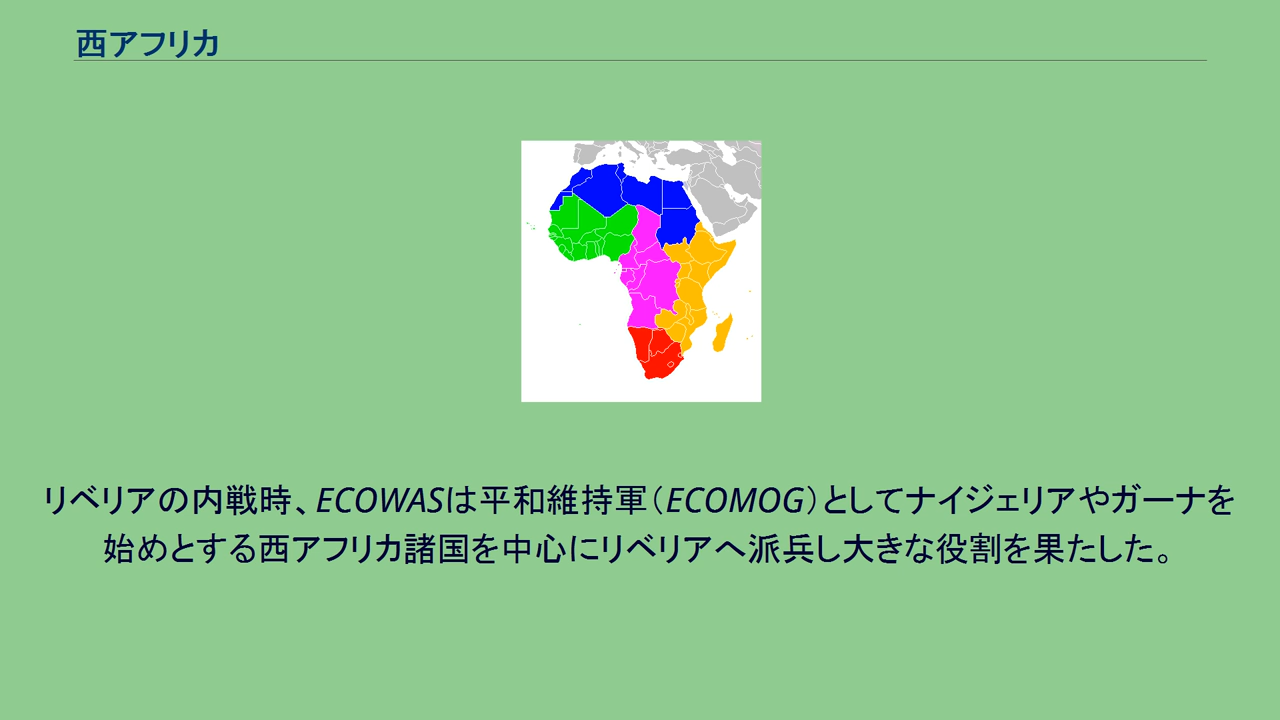 西アフリカ
リベリアの内戦時、ECOWASは平和維持軍（ECOMOG）としてナイジェリアやガーナを
始めとする西アフリカ諸国を中心にリベリアへ派兵し大きな役割を果たした。